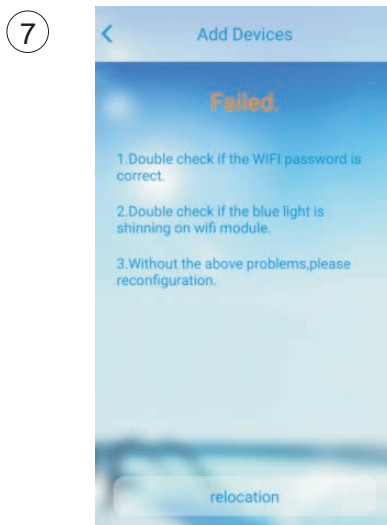 7
Add Devices
Failed.
1.Double check if the WIFI password is
correct.
2.Double check if the blue light is
shinning on wifi module.
3.Without the above problems,please
reconfiguration.
relocation